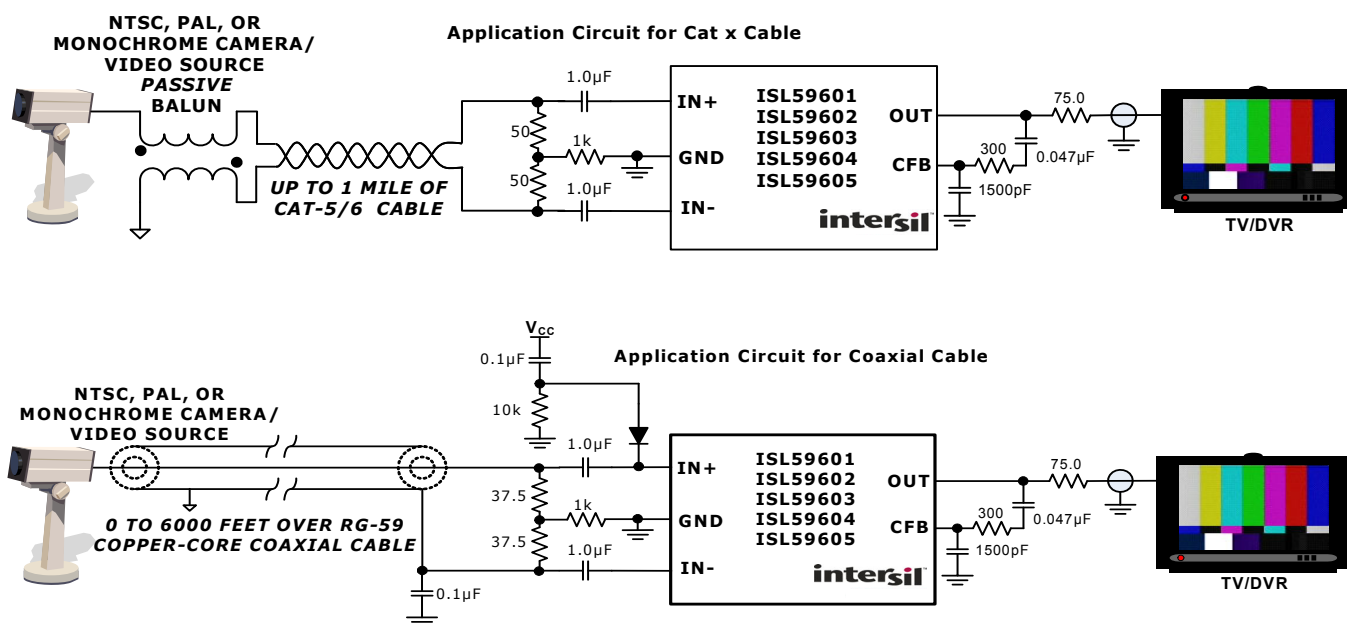 NTSC, PAL, OR
MONOCHROME CAMERA/
VIDEO SOURCE
PASSIVE
BALUN
UP TO 1 MILE OF
CAT-5/6 CABLE
Application Circuit for Cat x Cable
1.0µF
50
1k
50
1.0µF
IN+
GND
IN-
ISL59601
ISL59602
ISL59603
ISL59604
ISL59605
intersil™
OUT
CFB
75.0
300
0.047µF
1500pF
TV/DVR
Application Circuit for Coaxial Cable
VCC
0.1µF
10k
NTSC, PAL, OR
MONOCHROME CAMERA/
VIDEO SOURCE
0 TO 6000 FEET OVER RG-59
COPPER-CORE COAXIAL CABLE
0.1µF
1.0µF
37.5
1k
37.5
1.0µF
IN+
GND
IN-
ISL59601
ISL59602
ISL59603
ISL59604
ISL59605
intersil™
OUT
CFB
75.0
300
0.047µF
1500pF
TV/DVR